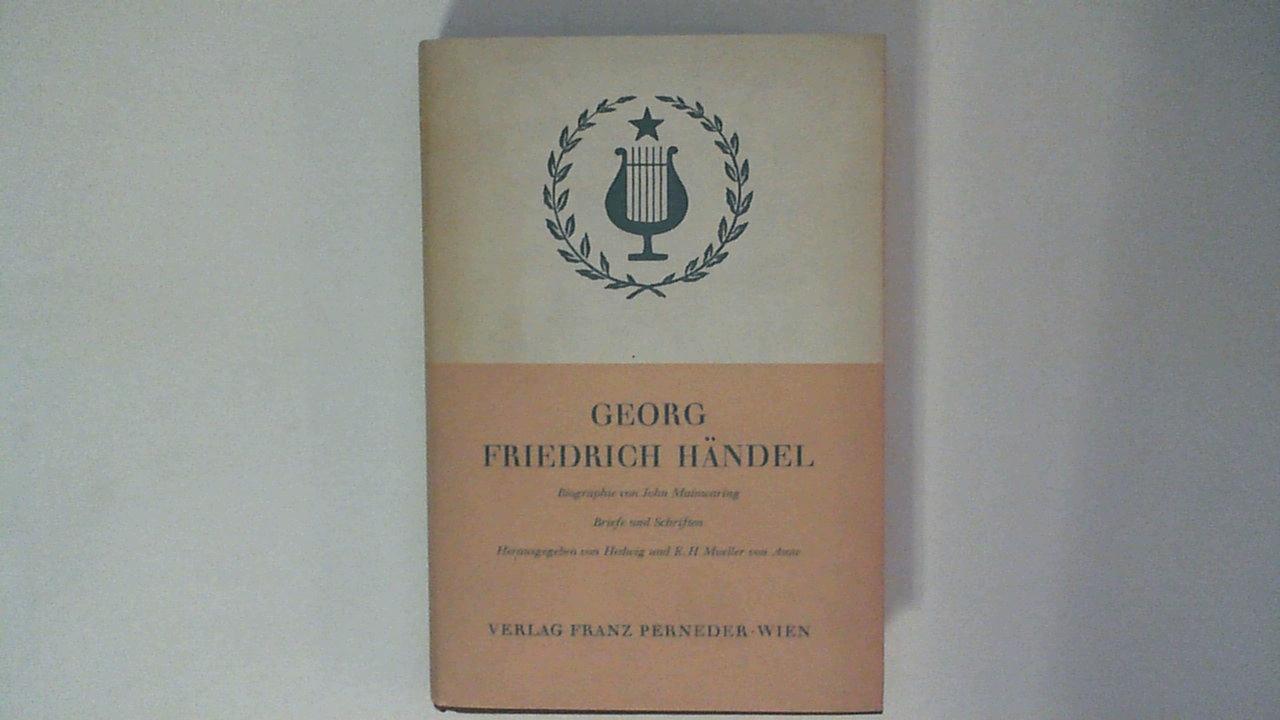 GEORG
FRIEDRICH HÄNDEL
Biographie von John Mainwaring
Briefe und Schriften
Herausgegeben von Hedwig und E. H Mueller von Asow
VERLAG FRANZ PERNEDER · WIEN